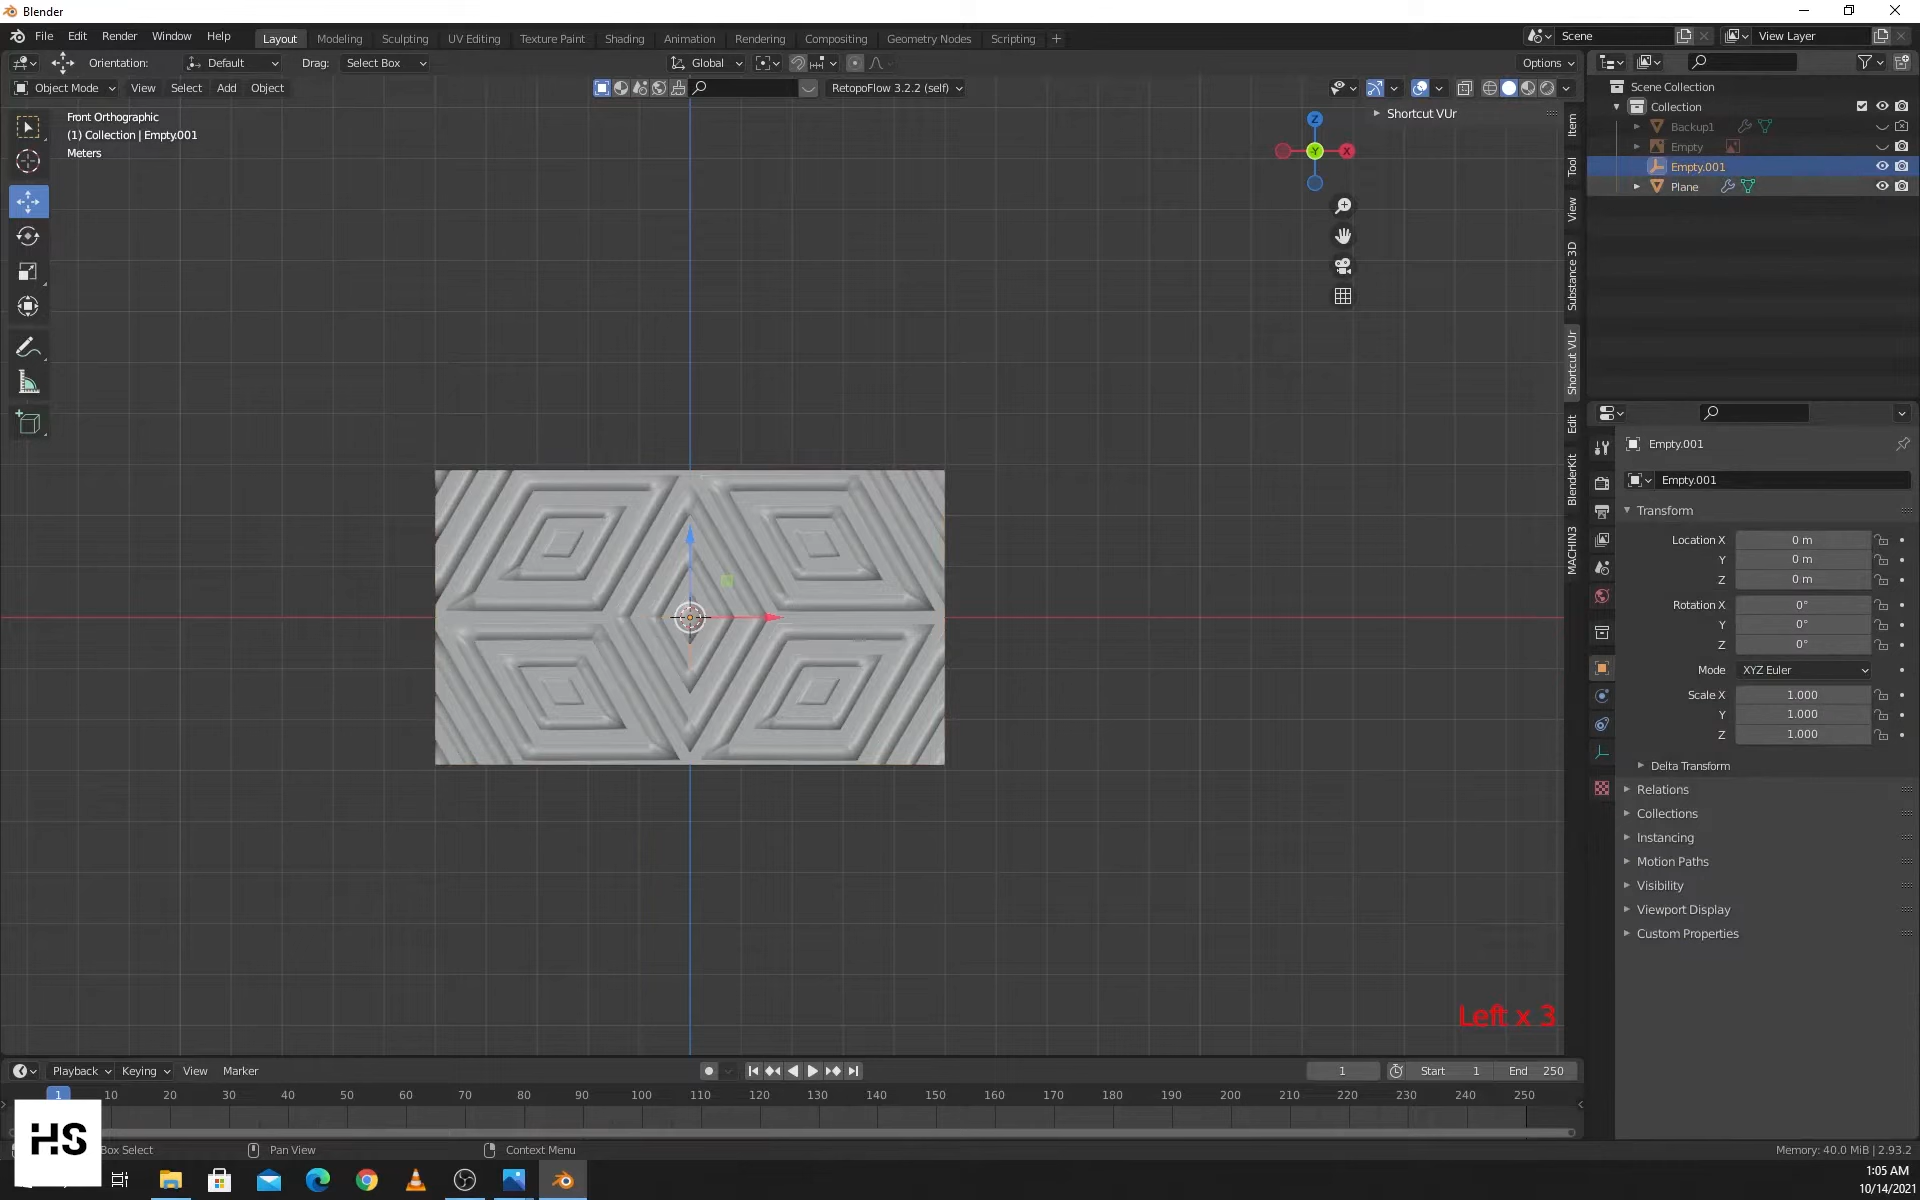 Blender
File Edit Render Window Help Layout Modeling Sculpting UV Editing Texture Paint Shading Animation Rendering Compositing Geometry Nodes Scripting + Scene View Layer
Orientation: Default Drag: Select Box Global Options
Object Mode View Select Add Object RetopoFlow 3.2.2 (self)
Front Orthographic
(1) Collection | Empty.001
Meters
Z
Y
X
Shortcut VUr
Item
Tool
View
Substance 3D
Shortcut VUr
Edit
BlenderKit
MACHIN3
Scene Collection
Collection
Backup1
Empty
Empty.001
Plane
Empty.001
Empty.001
Transform
Location X 0 m
Y 0 m
Z 0 m
Rotation X 0°
Y 0°
Z 0°
Mode XYZ Euler
Scale X 1.000
Y 1.000
Z 1.000
Delta Transform
Relations
Collections
Instancing
Motion Paths
Visibility
Viewport Display
Custom Properties
Left x 3
Playback Keying View Marker 1 Start 1 End 250
1 10 20 30 40 50 60 70 80 90 100 110 120 130 140 150 160 170 180 190 200 210 220 230 240 250
HS
Box Select Pan View Context Menu Memory: 40.0 MiB | 2.93.2
1:05 AM
10/14/2021